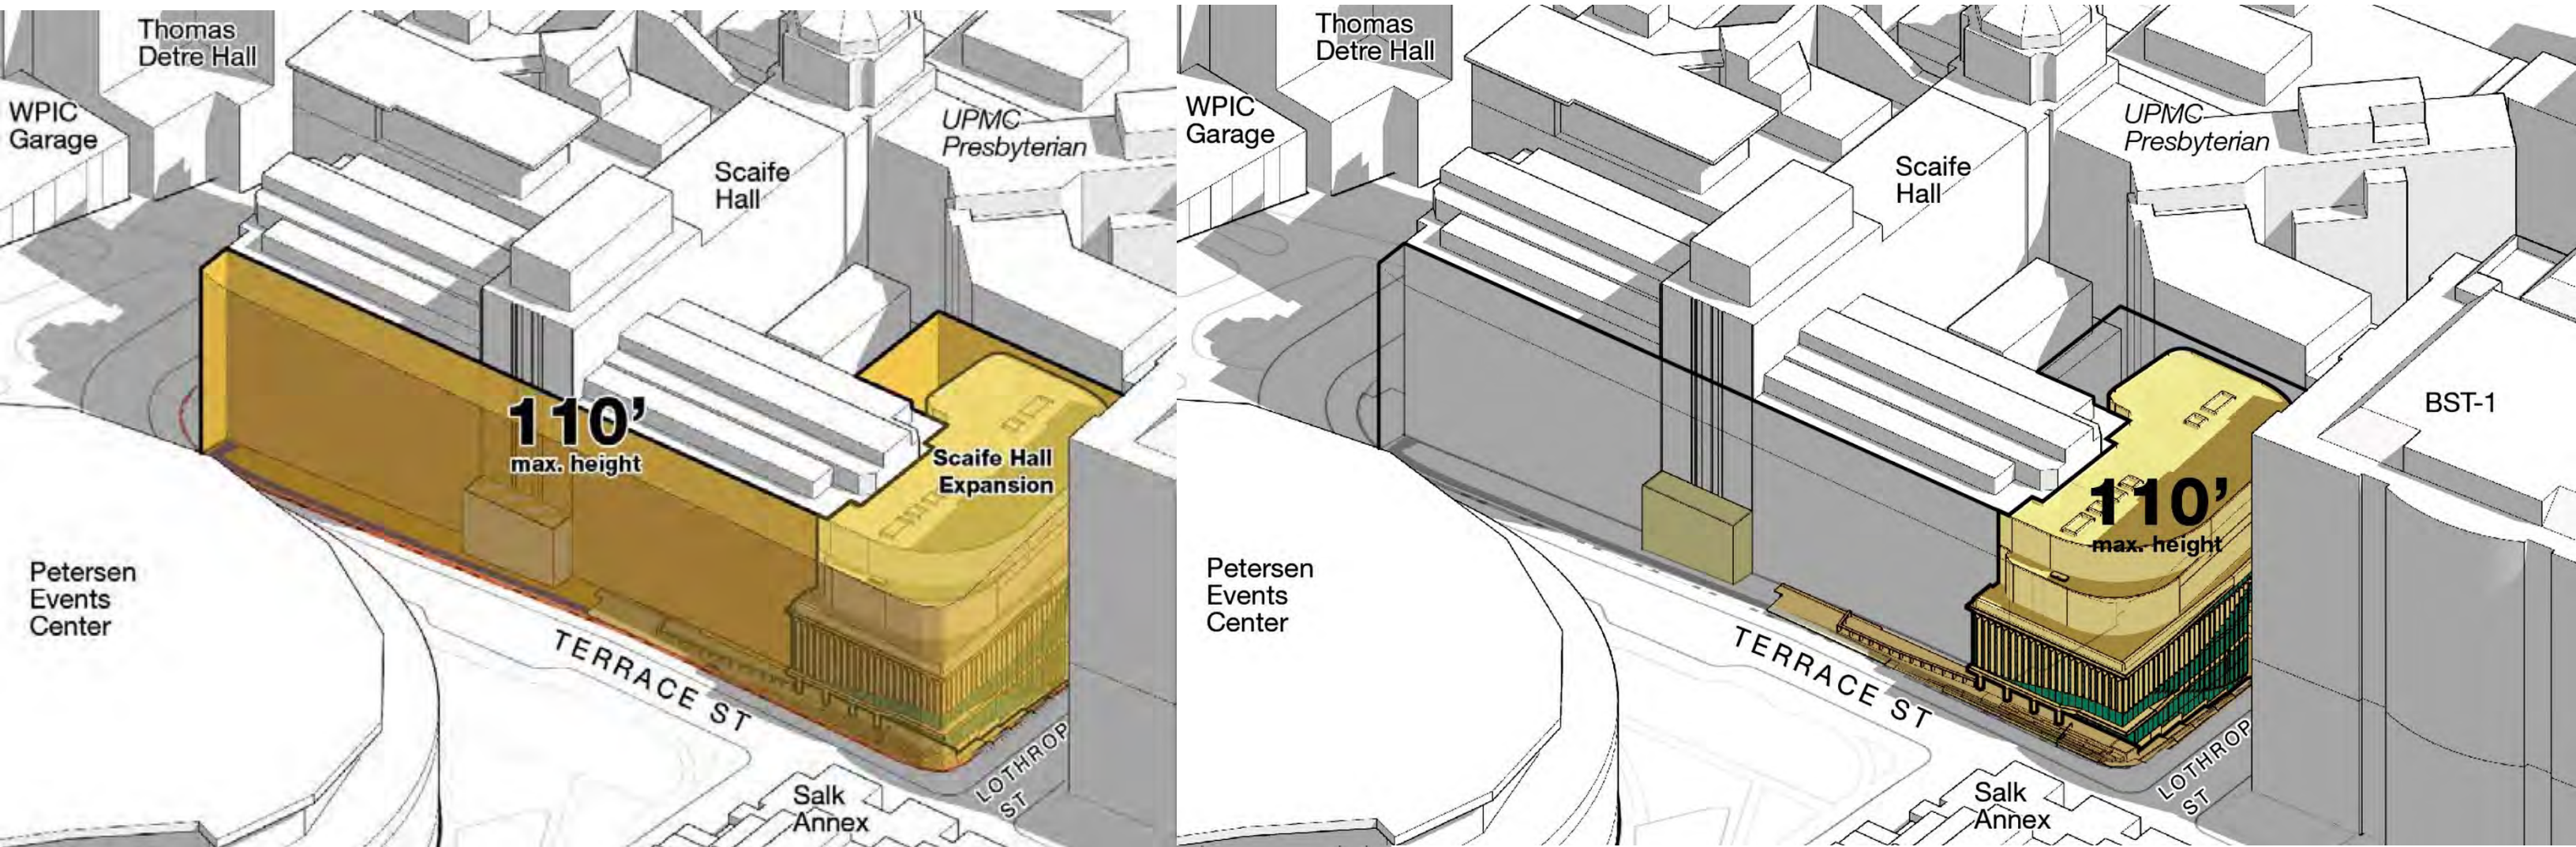 Thomas
Detre Hall
WPIC
Garage
UPMC
Presbyterian
Scaife
Hall
110’
max. height
Scaife Hall
Expansion
Petersen
Events
Center
TERRACE ST
LOTHROP
ST
Salk
Annex
Thomas
Detre Hall
WPIC
Garage
UPMC
Presbyterian
Scaife
Hall
BST-1
110’
max. height
Petersen
Events
Center
TERRACE ST
LOTHROP
ST
Salk
Annex